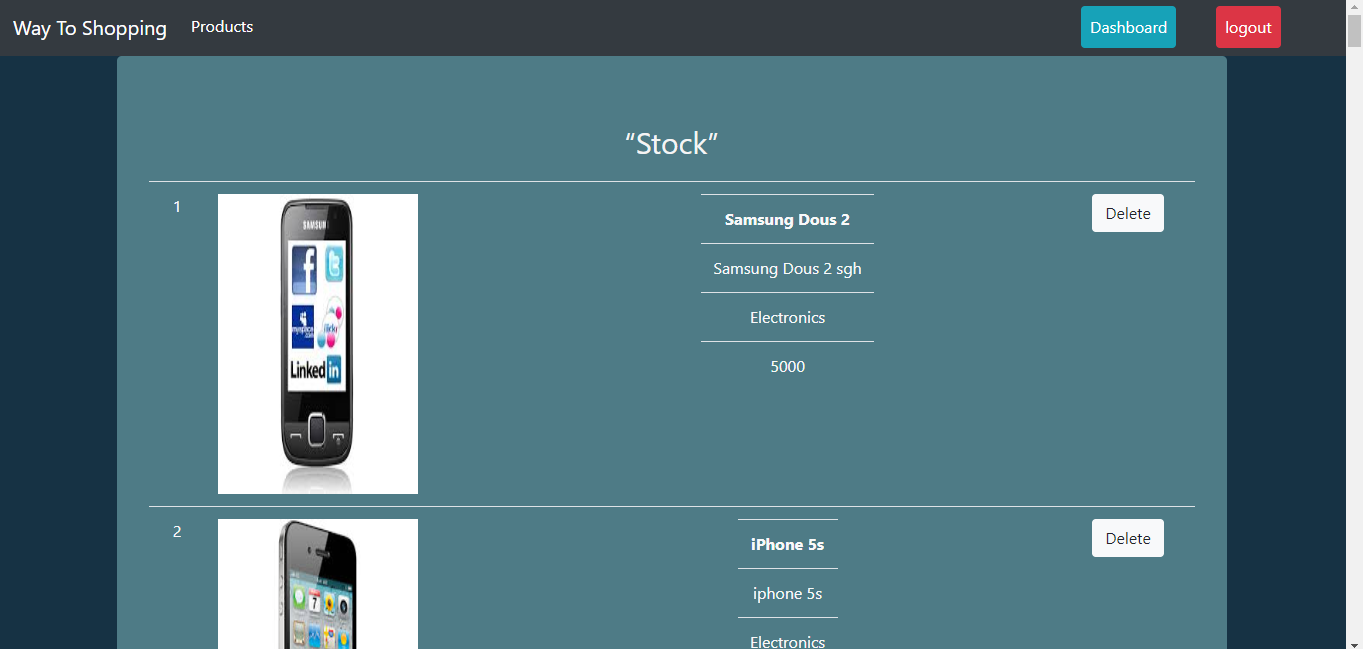 Way To Shopping
Products
Dashboard
logout
“Stock”
1
SAMSUNG
Linked in
Samsung Dous 2
Samsung Dous 2 sgh
Electronics
5000
Delete
2
7
iPhone 5s
iphone 5s
Electronics
Delete